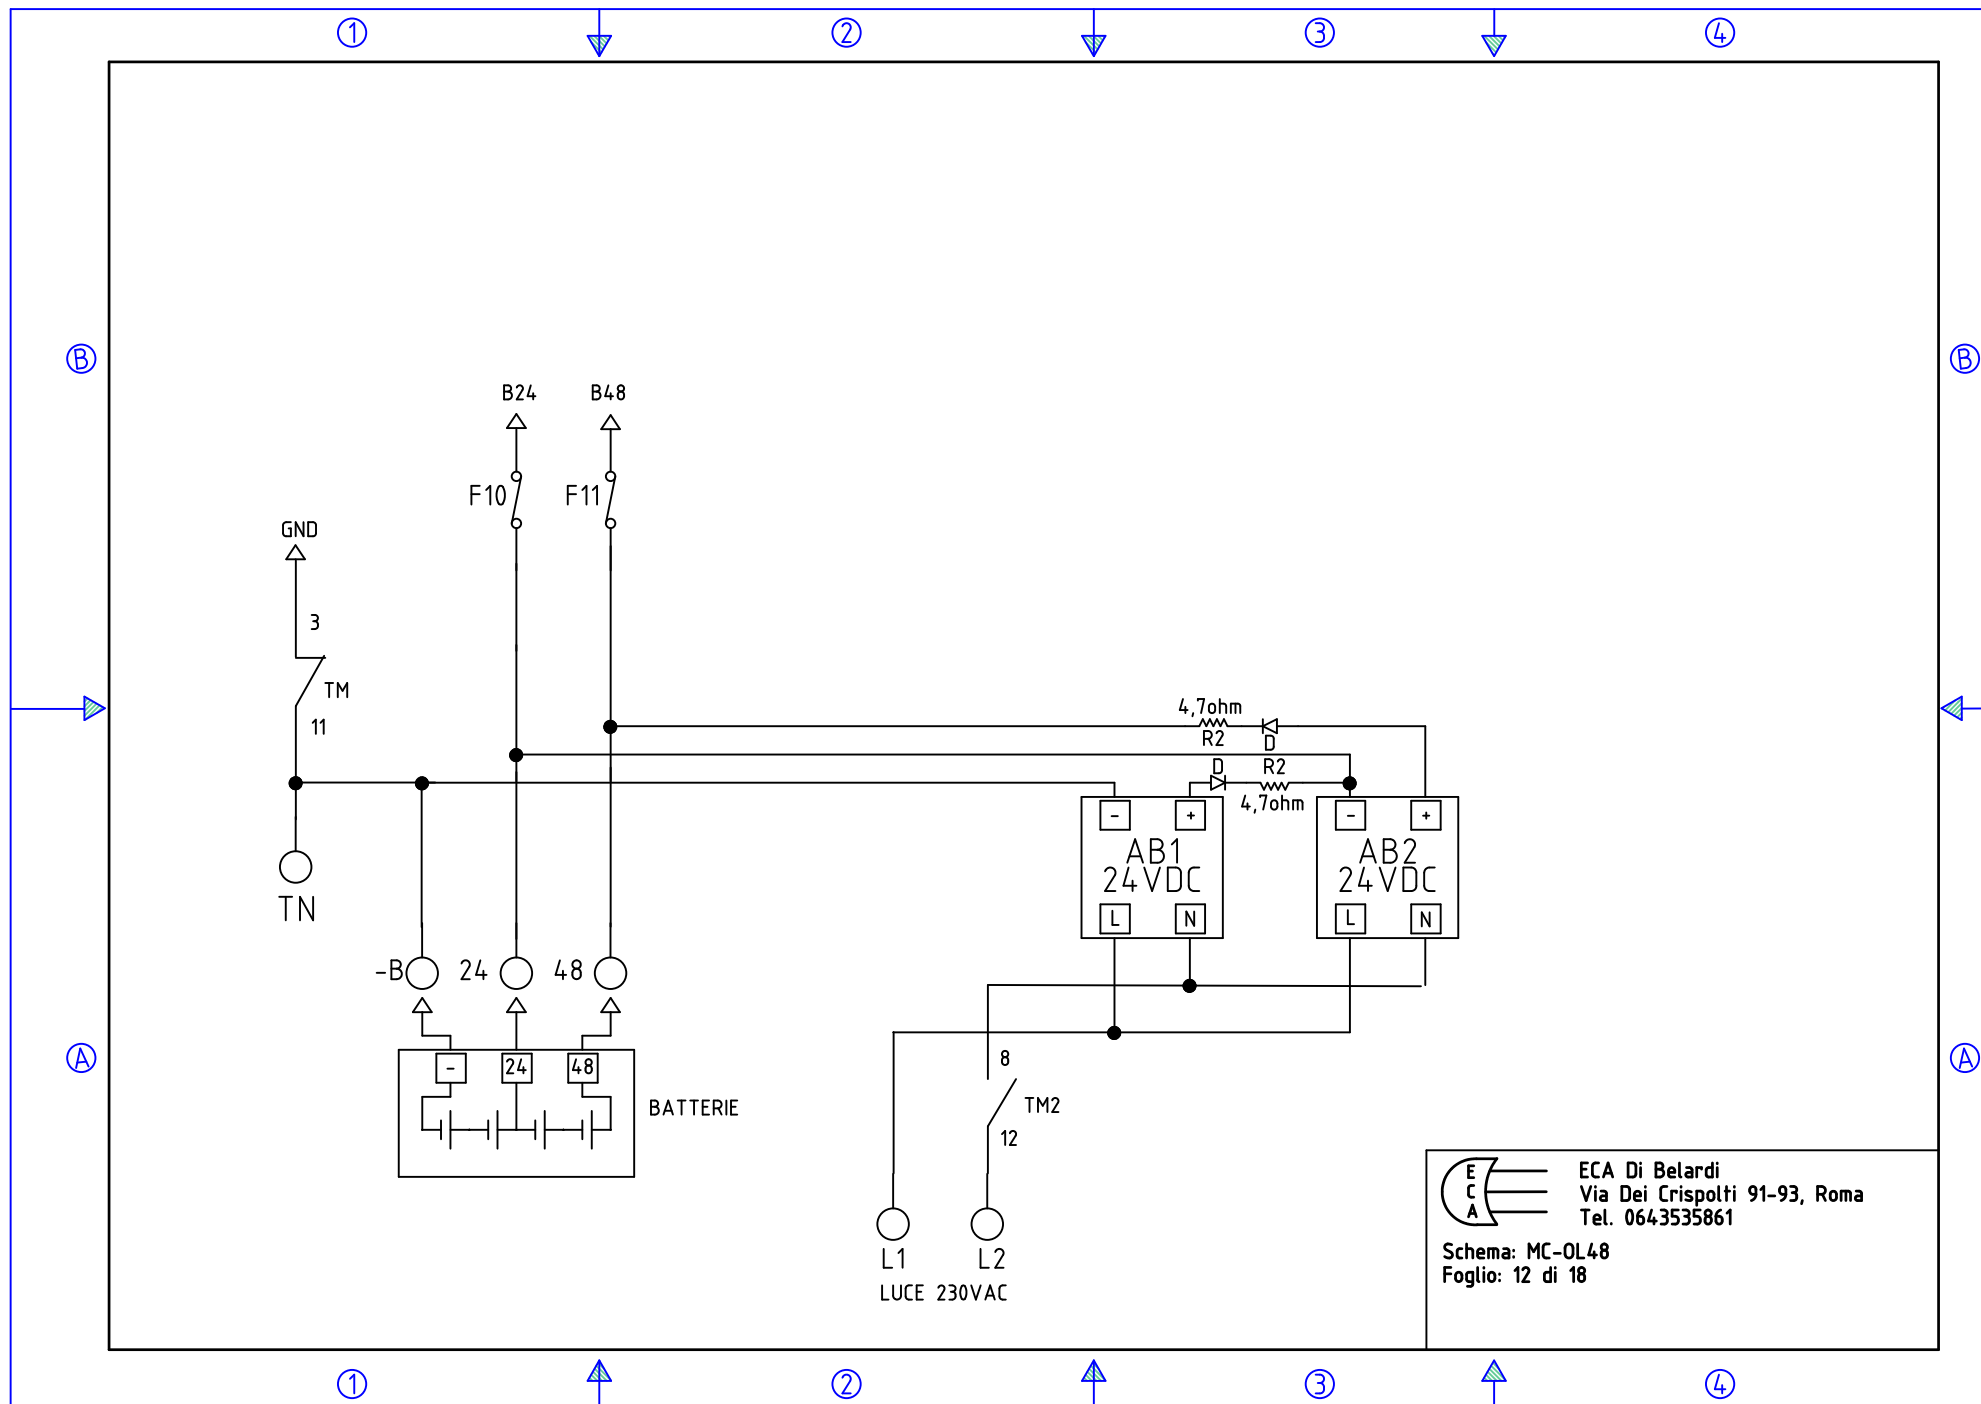 1 2 3 4
B B
B24 B48
F10 F11
GND
3
TM
11
4,7ohm
R2 D
D R2
4,7ohm
- + - +
AB1 AB2
24VDC 24VDC
L N L N
TN
-B 24 48
- 24 48
BATTERIE
A A
8
TM2
12
L1 L2
LUCE 230VAC
E
C
A
ECA Di Belardi
Via Dei Crispolti 91-93, Roma
Tel. 0643535861
Schema: MC-OL48
Foglio: 12 di 18
1 2 3 4